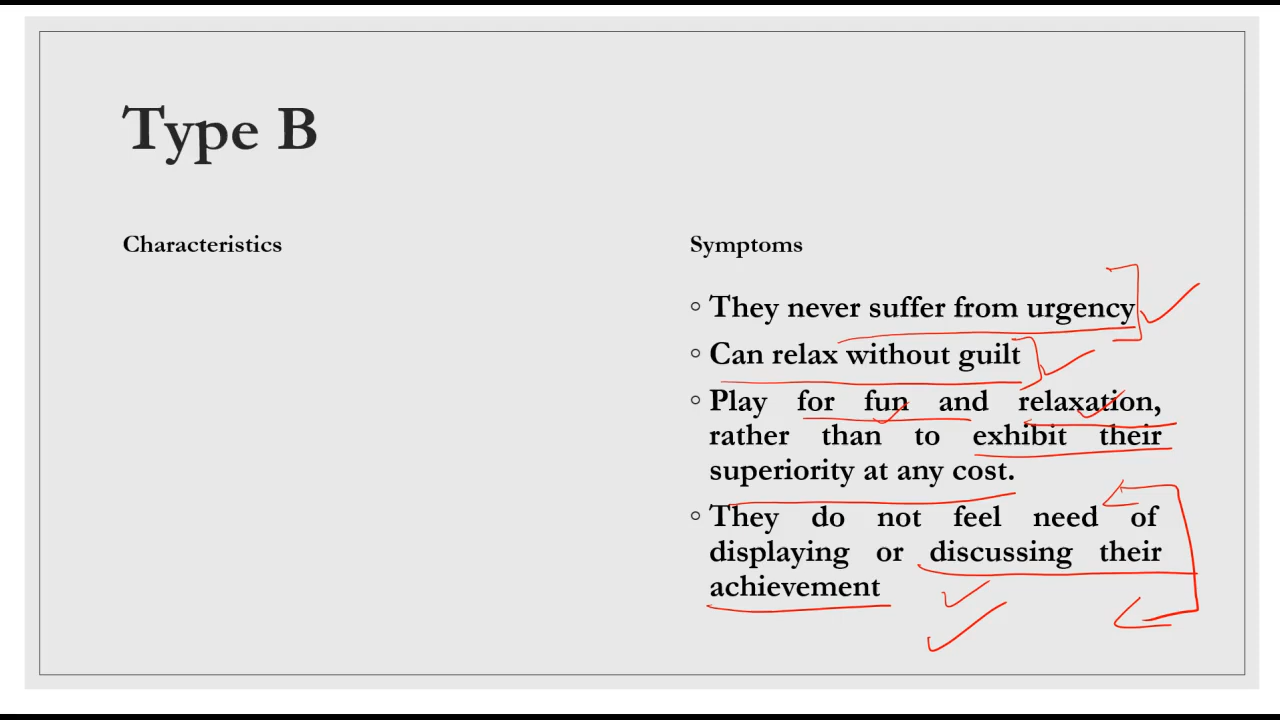 Type B
Characteristics
Symptoms
◦ They never suffer from urgency
◦ Can relax without guilt
◦ Play for fun and relaxation,
rather than to exhibit their
superiority at any cost.
◦ They do not feel need of
displaying or discussing their
achievement